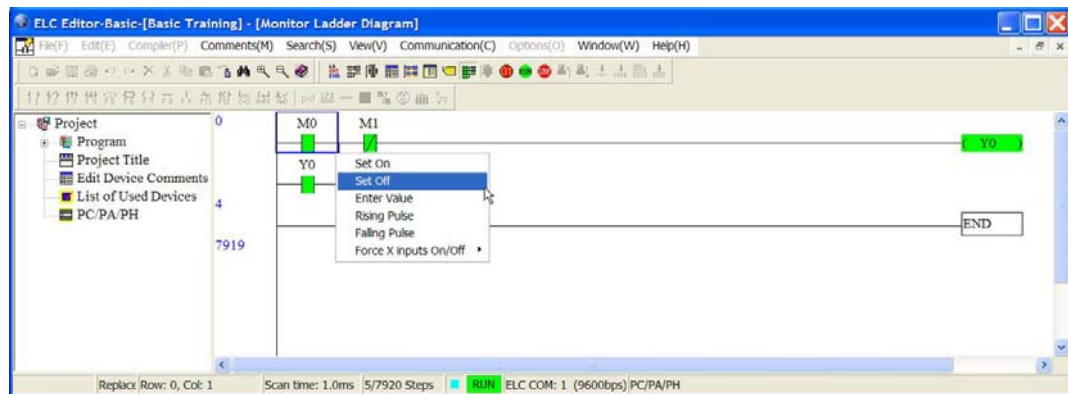 ELC Editor-Basic-[Basic Training] - [Monitor Ladder Diagram]
File(F) Edit(E) Compiler(P) Comments(M) Search(S) View(V) Communication(C) Options(O) Window(W) Help(H)
Project
Program
Project Title
Edit Device Comments
List of Used Devices
PC/PA/PH
0
M0 M1
Y0
Y0
Set On
Set Off
Enter Value
Rising Pulse
Falling Pulse
Force X inputs On/Off
4
END
7919
Replace Row: 0, Col: 1 Scan time: 1.0ms 5/7920 Steps RUN ELC COM: 1 (9600bps) PC/PA/PH